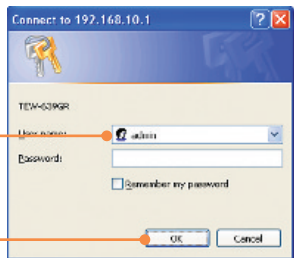 Connect to 192.168.10.1
TEW-639GR
User name:
admin
Password:
Remember my password
OK
Cancel